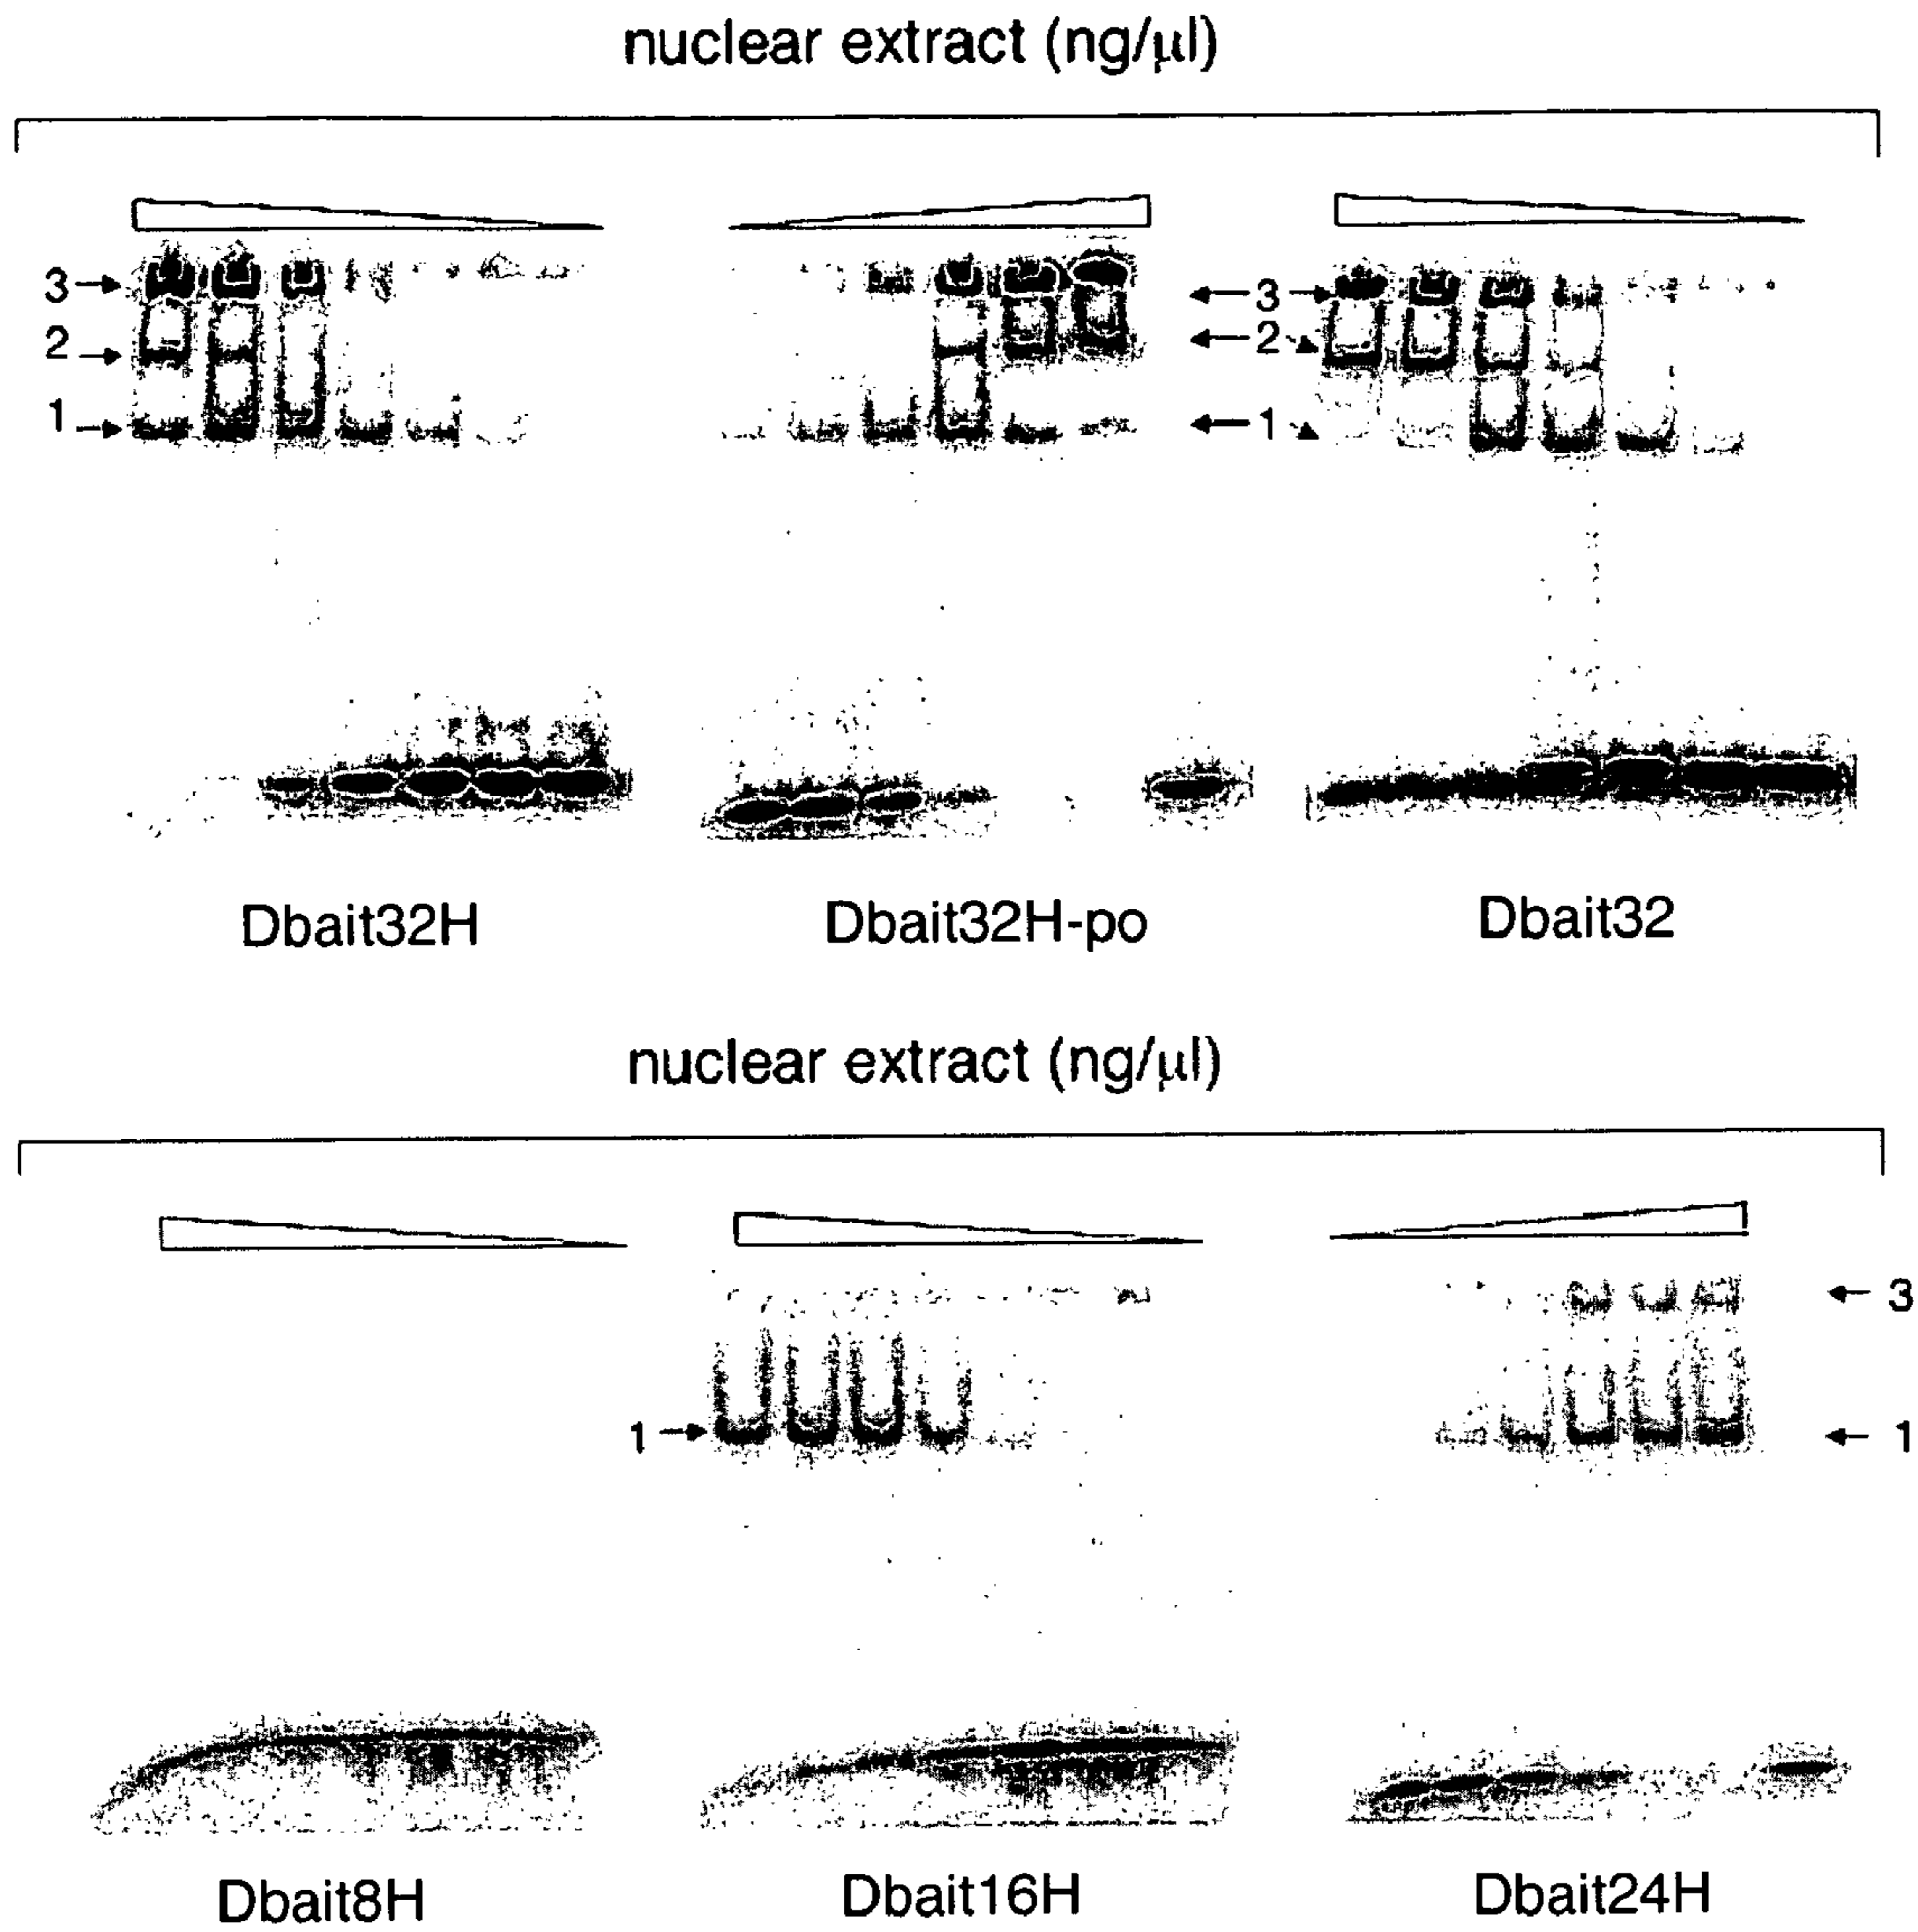 nuclear extract (ng/µl)
3
2
1
3
2
1
Dbait32H
Dbait32H-po
Dbait32
nuclear extract (ng/µl)
1
3
1
Dbait8H
Dbait16H
Dbait24H